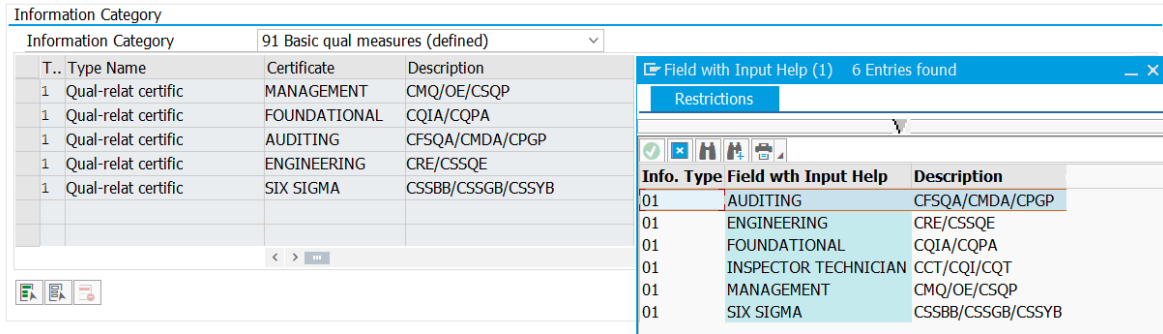 Information Category
Information Category 91 Basic qual measures (defined)
T.. Type Name Certificate Description
1 Qual-relat certific MANAGEMENT CMQ/OE/CSQP
1 Qual-relat certific FOUNDATIONAL CQIA/CQPA
1 Qual-relat certific AUDITING CFSQA/CMDA/CPGP
1 Qual-relat certific ENGINEERING CRE/CSSQE
1 Qual-relat certific SIX SIGMA CSSBB/CSSGB/CSSYB
Field with Input Help (1) 6 Entries found
Restrictions
Info. Type Field wth Input Help Description
01 AUDITING CFSQA/CMDA/CPGP
01 ENGINEERING CRE/CSSQE
01 FOUNDATIONAL CQIA/CQPA
01 INSPECTOR TECHNICIAN CCT/CQI/CQT
01 MANAGEMENT CMQ/OE/CSQP
01 SIX SIGMA CSSBB/CSSGB/CSSYB